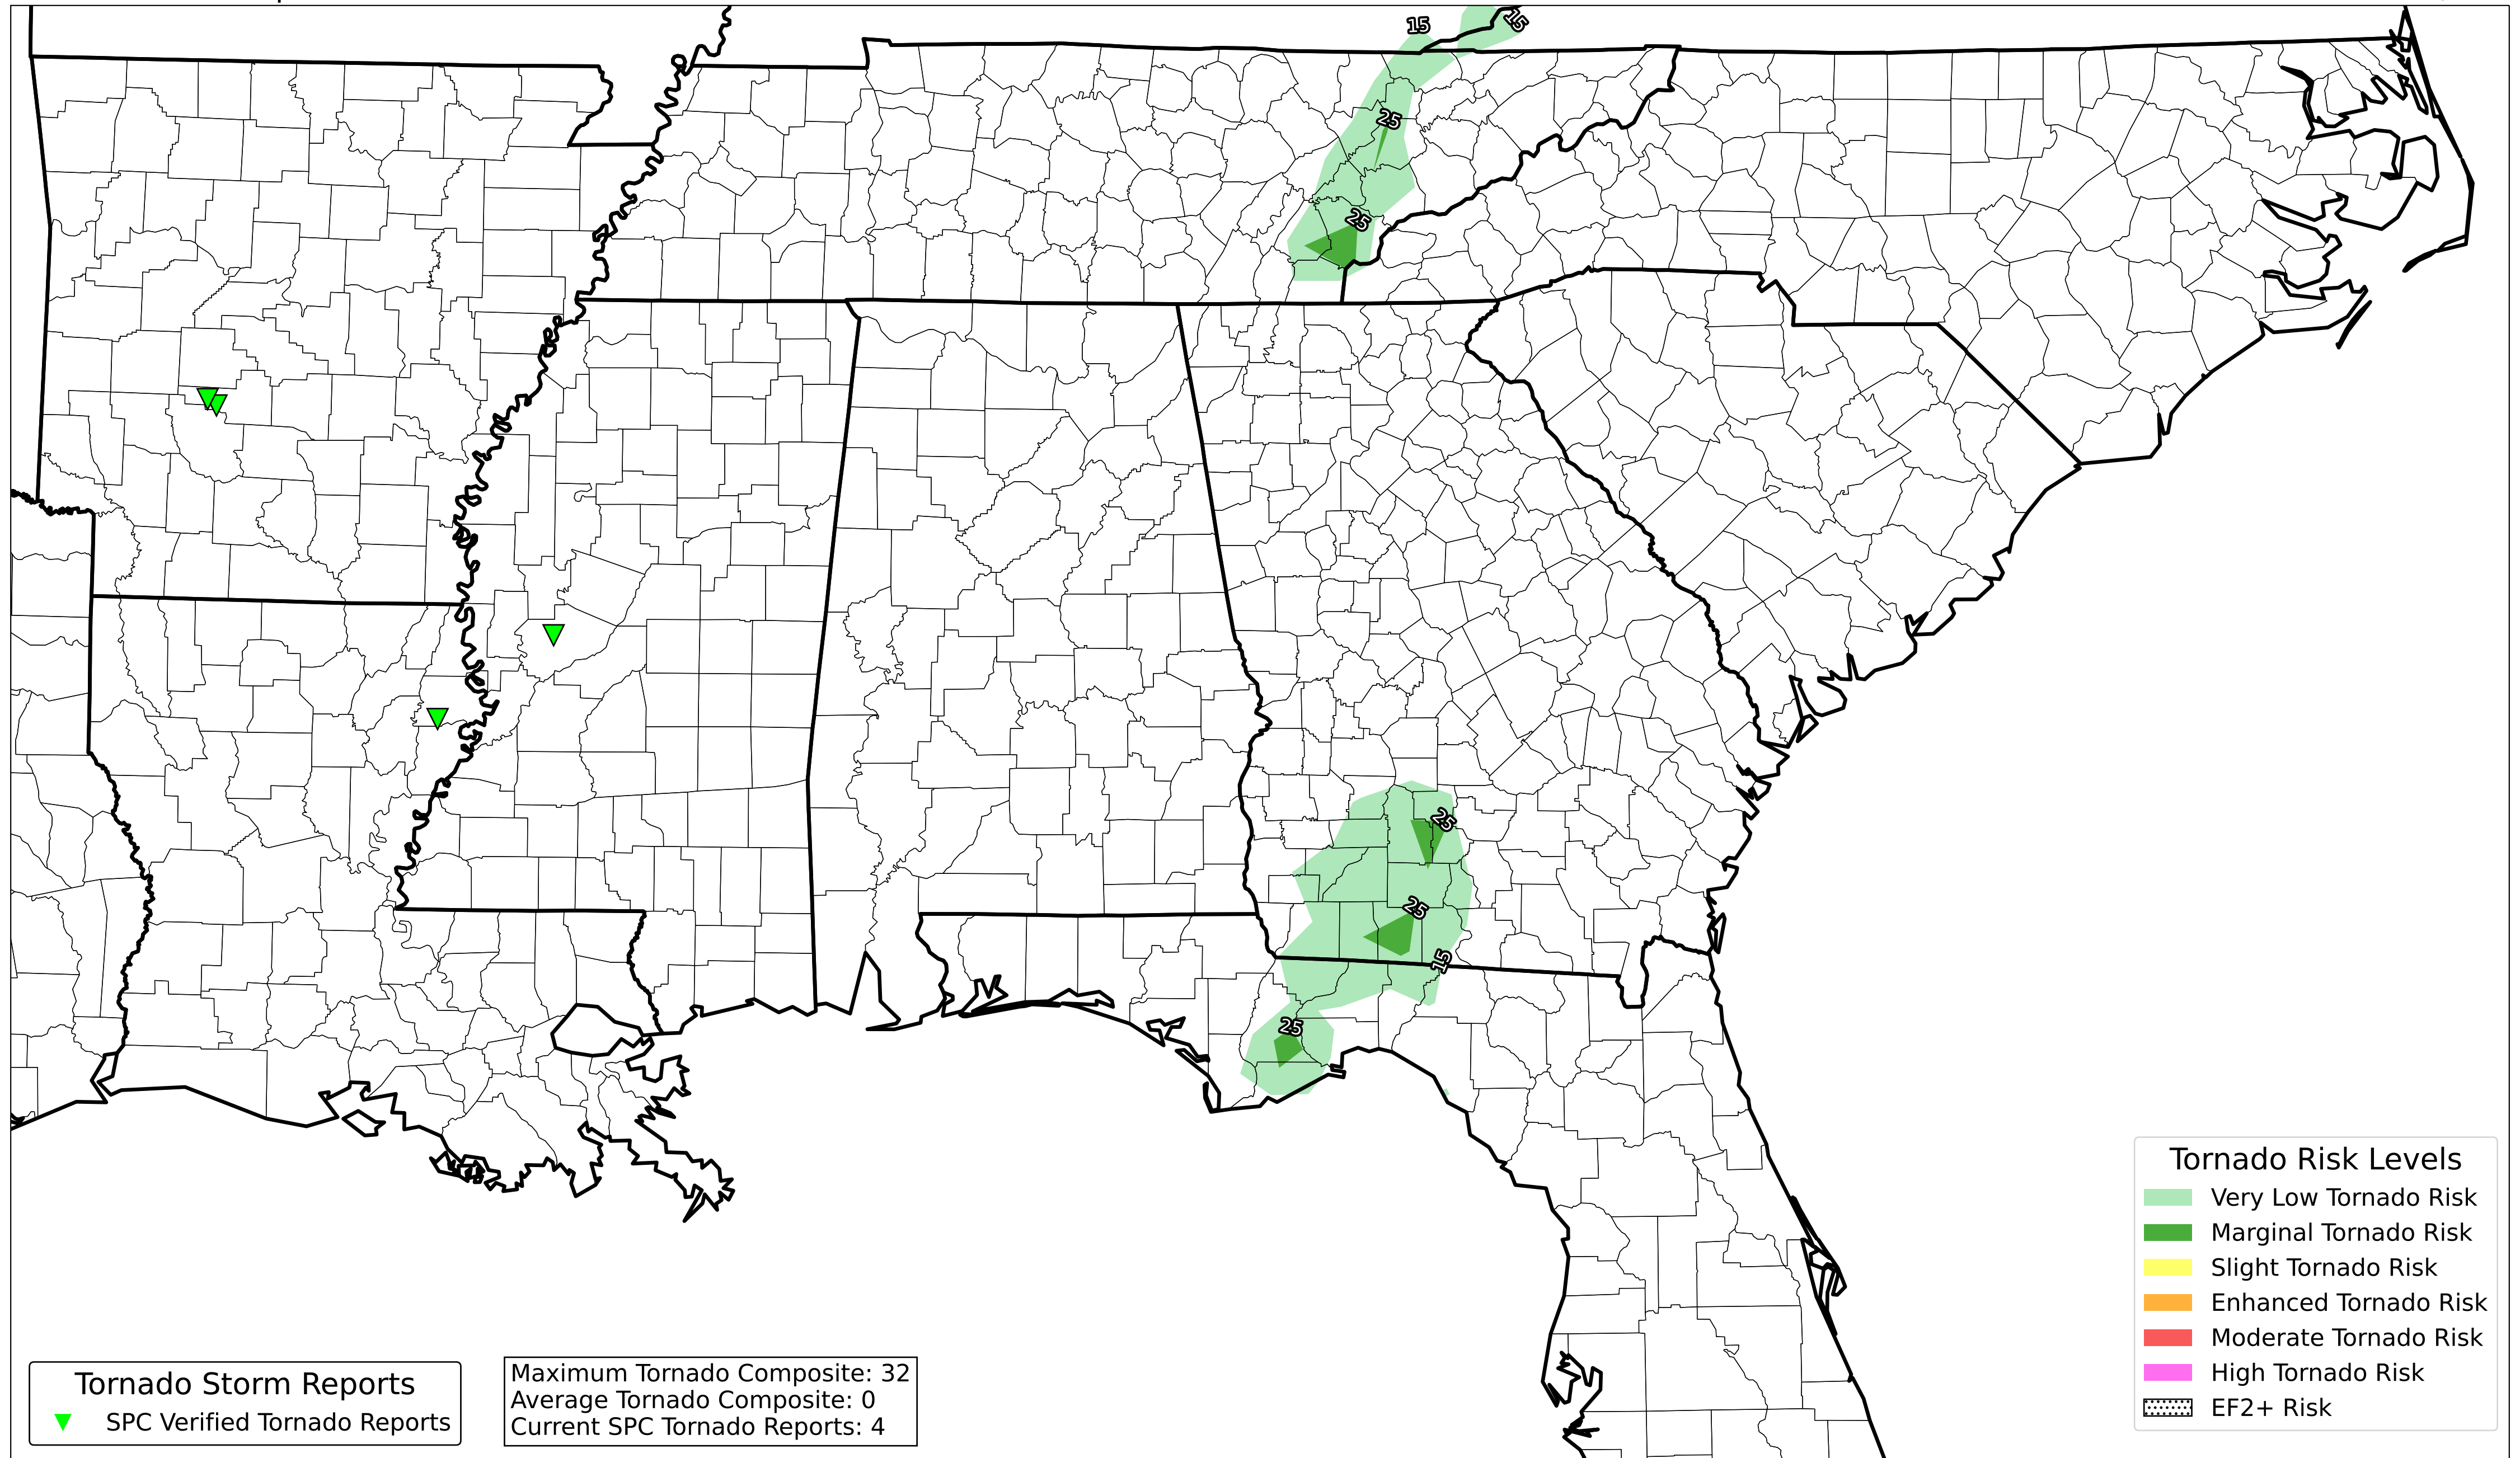 15
15
25
25
25
25
15
25
Tornado Risk Levels
Very Low Tornado Risk
Marginal Tornado Risk
Slight Tornado Risk
Enhanced Tornado Risk
Moderate Tornado Risk
High Tornado Risk
EF2+ Risk
Tornado Storm Reports
SPC Verified Tornado Reports
Maximum Tornado Composite: 32
Average Tornado Composite: 0
Current SPC Tornado Reports: 4